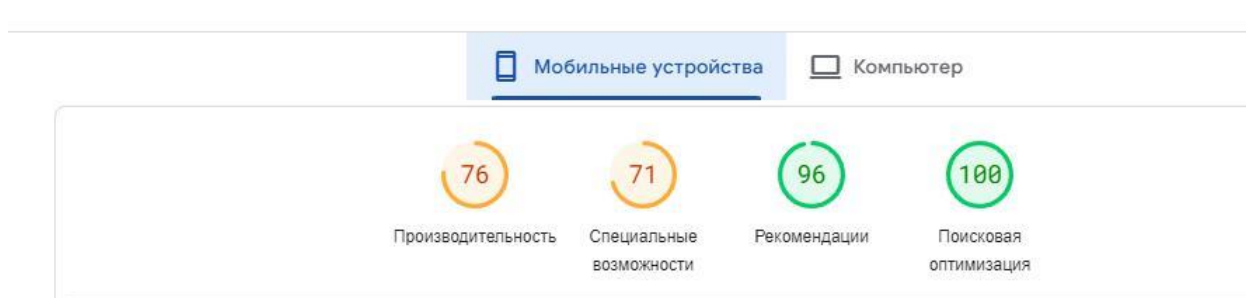 Мобильные устройства
Компьютер
76
71
96
100
Производительность
Специальные
возможности
Рекомендации
Поисковая
оптимизация